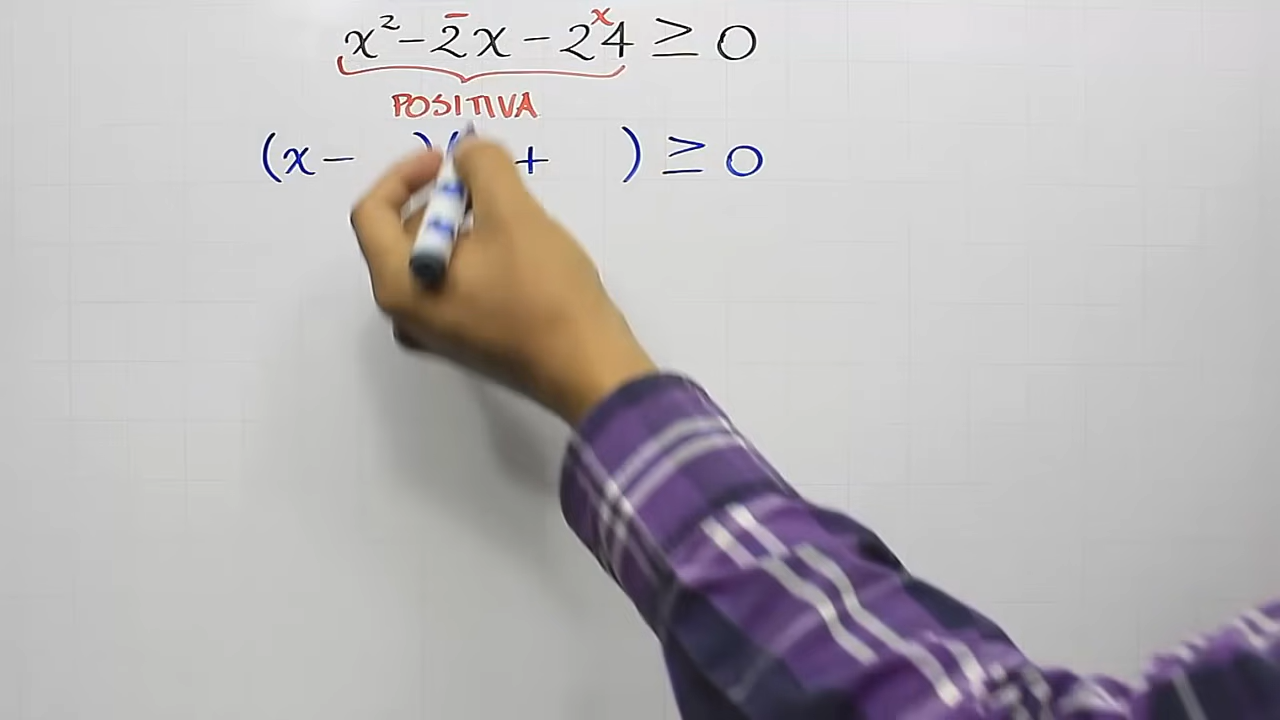 x² - 2x - 24 ≥ 0
- x
POSITIVA
(x - )( + ) ≥ 0